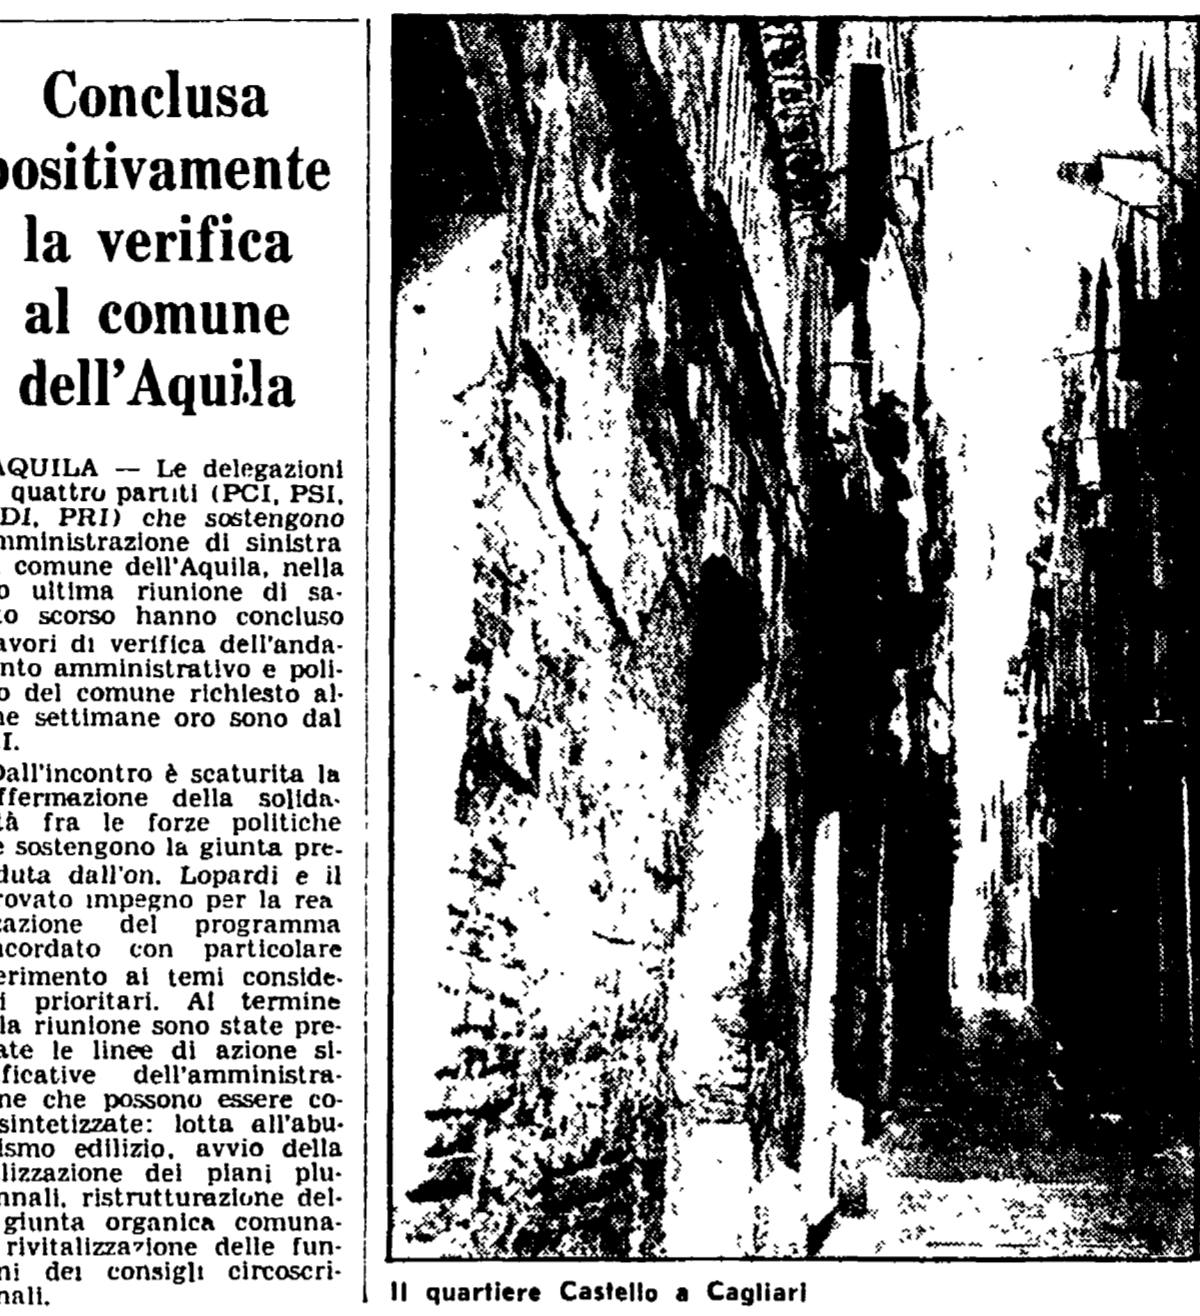 Conclusa
positivamente
la verifica
al comune
dell'Aquila
AQUILA — Le delegazioni
quattro partiti (PCI, PSI,
DI, PRI) che sostengono
mministrazione di sinistra
comune dell'Aquila, nella
o ultima riunione di sa-
to scorso hanno concluso
avori di verifica dell'anda-
nto amministrativo e poli-
o del comune richiesto al-
ne settimane oro sono dal
I.
Dall'incontro è scaturita la
ffermazione della solida-
tà fra le forze politiche
e sostengono la giunta pre-
duta dall'on. Lopardi e il
rovato impegno per la rea
zazione del programma
ncordato con particolare
erimento ai temi conside-
i prioritari. Al termine
la riunione sono state pre-
ate le linee di azione si-
ficative dell'amministra-
ne che possono essere co-
sintetizzate: lotta all'abu-
ismo edilizio, avvio della
lizzazione dei piani plu-
nnali, ristrutturazione del-
giunta organica comuna-
rivitalizzazione delle fun-
ni dei consigli circoscri-
nali.
Il quartiere Castello a Cagliari